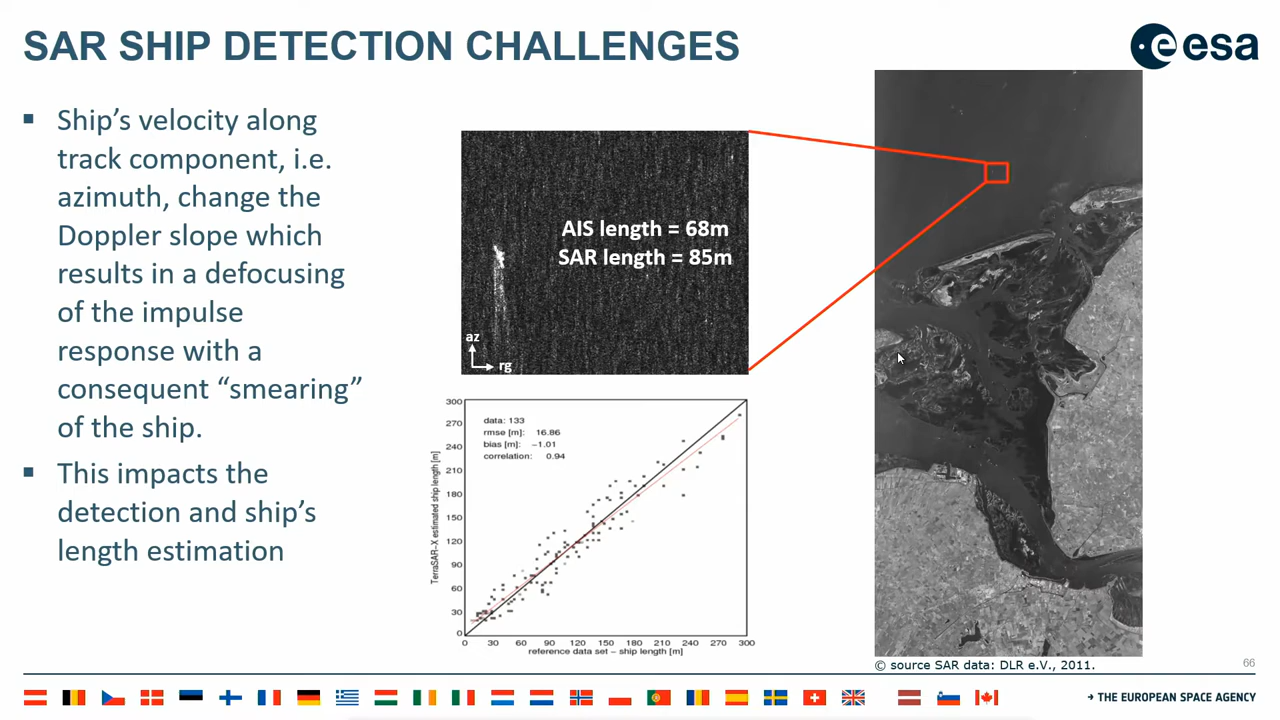 SAR SHIP DETECTION CHALLENGES
esa
▪ Ship’s velocity along
track component, i.e.
azimuth, change the
Doppler slope which
results in a defocusing
of the impulse
response with a
consequent “smearing”
of the ship.
▪ This impacts the
detection and ship’s
length estimation
AIS length = 68m
SAR length = 85m
az
rg
data: 133
rmse [m]: 16.86
bias [m]: −1.01
correlation: 0.94
TerraSAR-X estimated ship length [m]
300
270
240
210
180
150
120
90
60
30
0
0 30 60 90 120 150 180 210 240 270 300
reference data set − ship length [m]
© source SAR data: DLR e.V., 2011.
66
→ THE EUROPEAN SPACE AGENCY